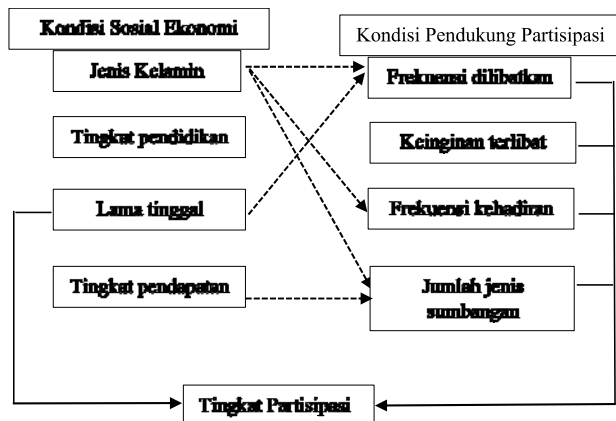 Kondisi Sosial Ekonomi
Kondisi Pendukung Partisipasi
Jenis Kelamin
Frekuensi dilibatkan
Tingkat pendidikan
Keinginan terlibat
Lama tinggal
Frekuensi kehadiran
Tingkat pendapatan
Jumlah jenis
sumbangan
Tingkat Partisipasi